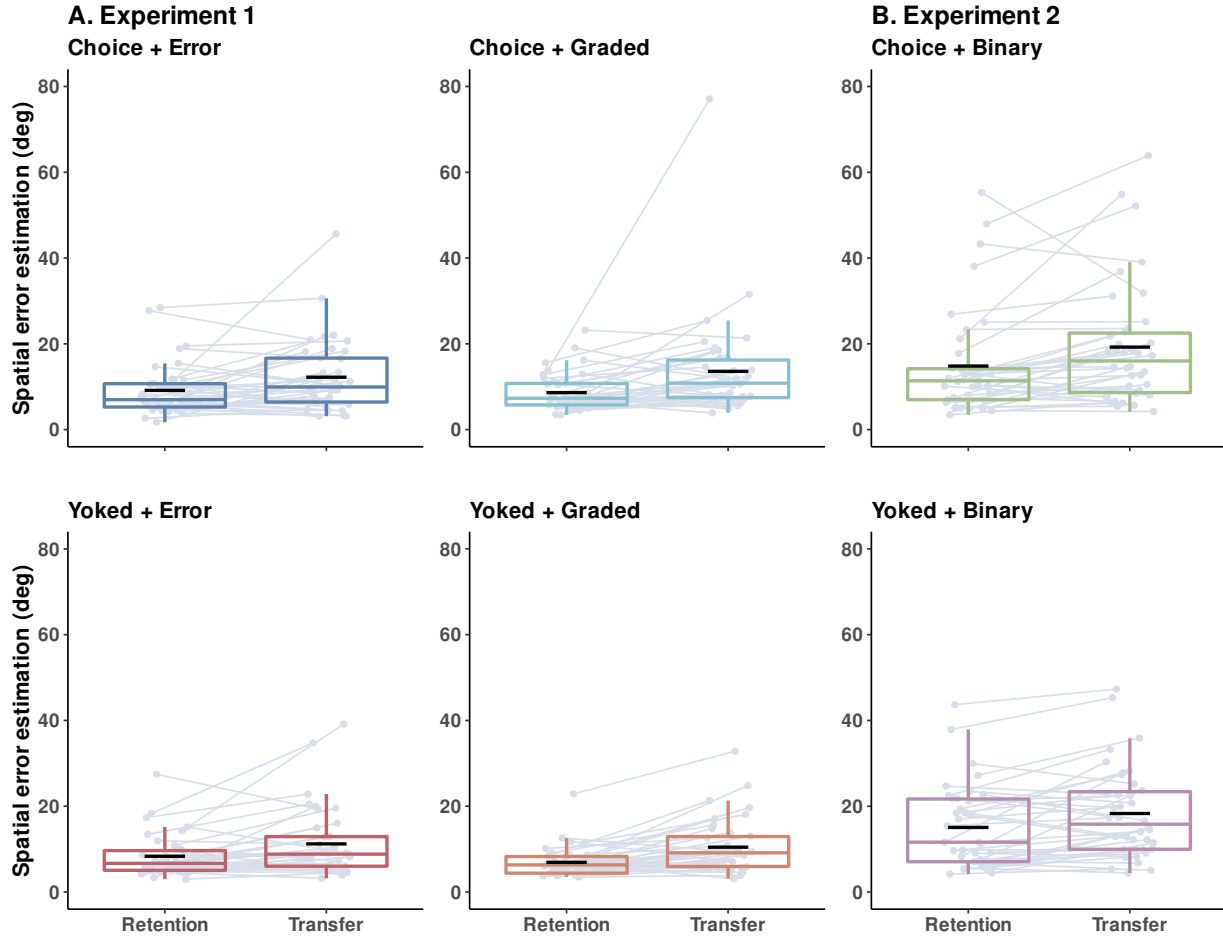 A. Experiment 1
B. Experiment 2
Choice + Error
Choice + Graded
Choice + Binary
Spatial error estimation (deg)
80
60
40
20
0
80
60
40
20
0
80
60
40
20
0
Yoked + Error
Yoked + Graded
Yoked + Binary
Spatial error estimation (deg)
80
60
40
20
0
80
60
40
20
0
80
60
40
20
0
Retention
Transfer
Retention
Transfer
Retention
Transfer